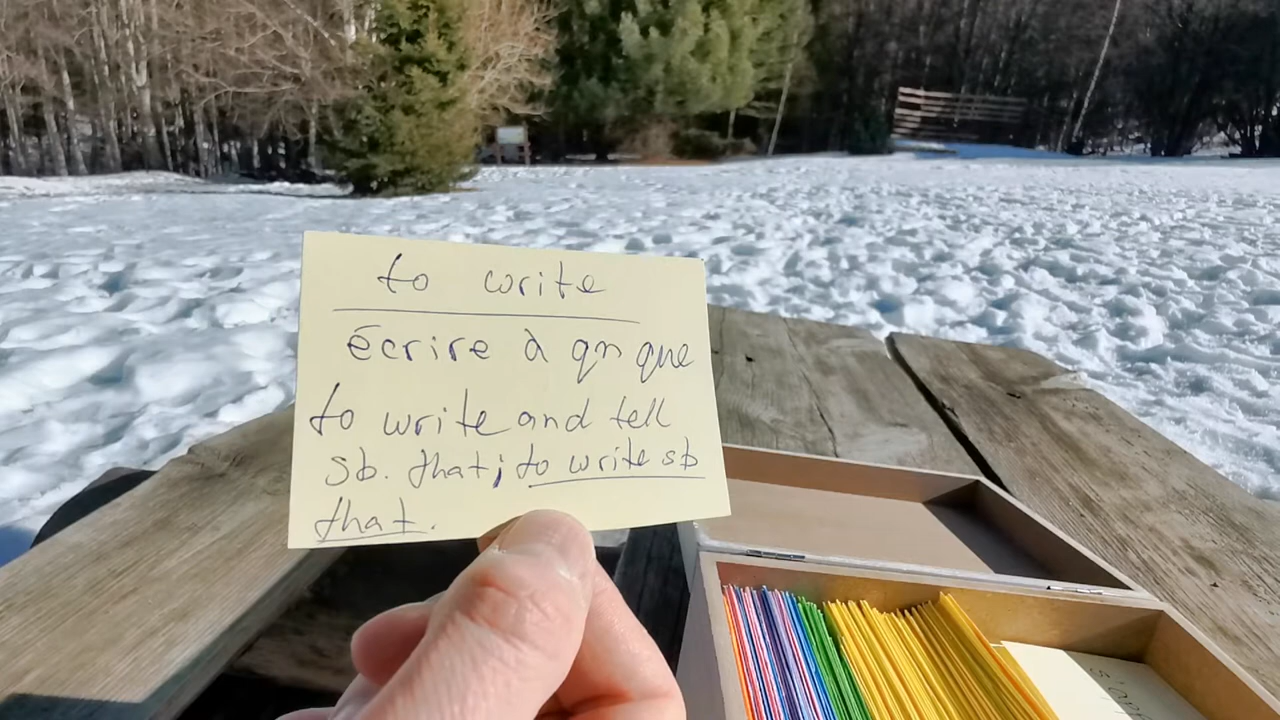 to write
écrire à qn que
to write and tell
sb. that; to write sb
that.